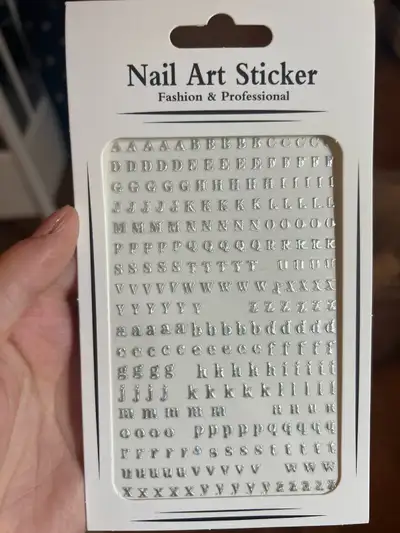 Nail Art Sticker
Fashion & Professional
A A A A A B B B B B C C C C
D D D D D E E E E E F F F F
G G G G G H H H H H I I I I
J J J J J K K K K K L L L L L
M M M M M N N N N N O O O O
P P P P P Q Q Q Q Q R R R R
S S S S S T T T T T U U U U
V V V V V W W W W W X X X X
Y Y Y Y Y Y Z Z Z Z Z Z
a a a a a b b b b b d d d d
c c c c c e e e e e f f f f f
g g g g h h h h h i i i i i
j j j j k k k k k l l l l l
m m m m m n n n n
o o o o p p p p p q q q q q
r r r r r s s s s t t t t t
u u u u u v v v v v w w w
x x x x x y y y y y z z z z